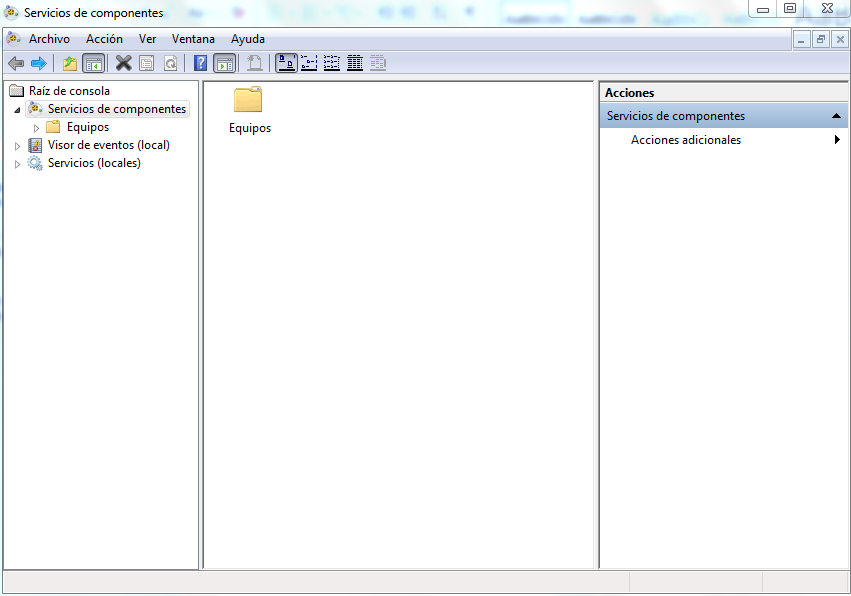 Servicios de componentes
Archivo Acción Ver Ventana Ayuda
Raíz de consola
Servicios de componentes
Equipos
Visor de eventos (local)
Servicios (locales)
Equipos
Acciones
Servicios de componentes
Acciones adicionales